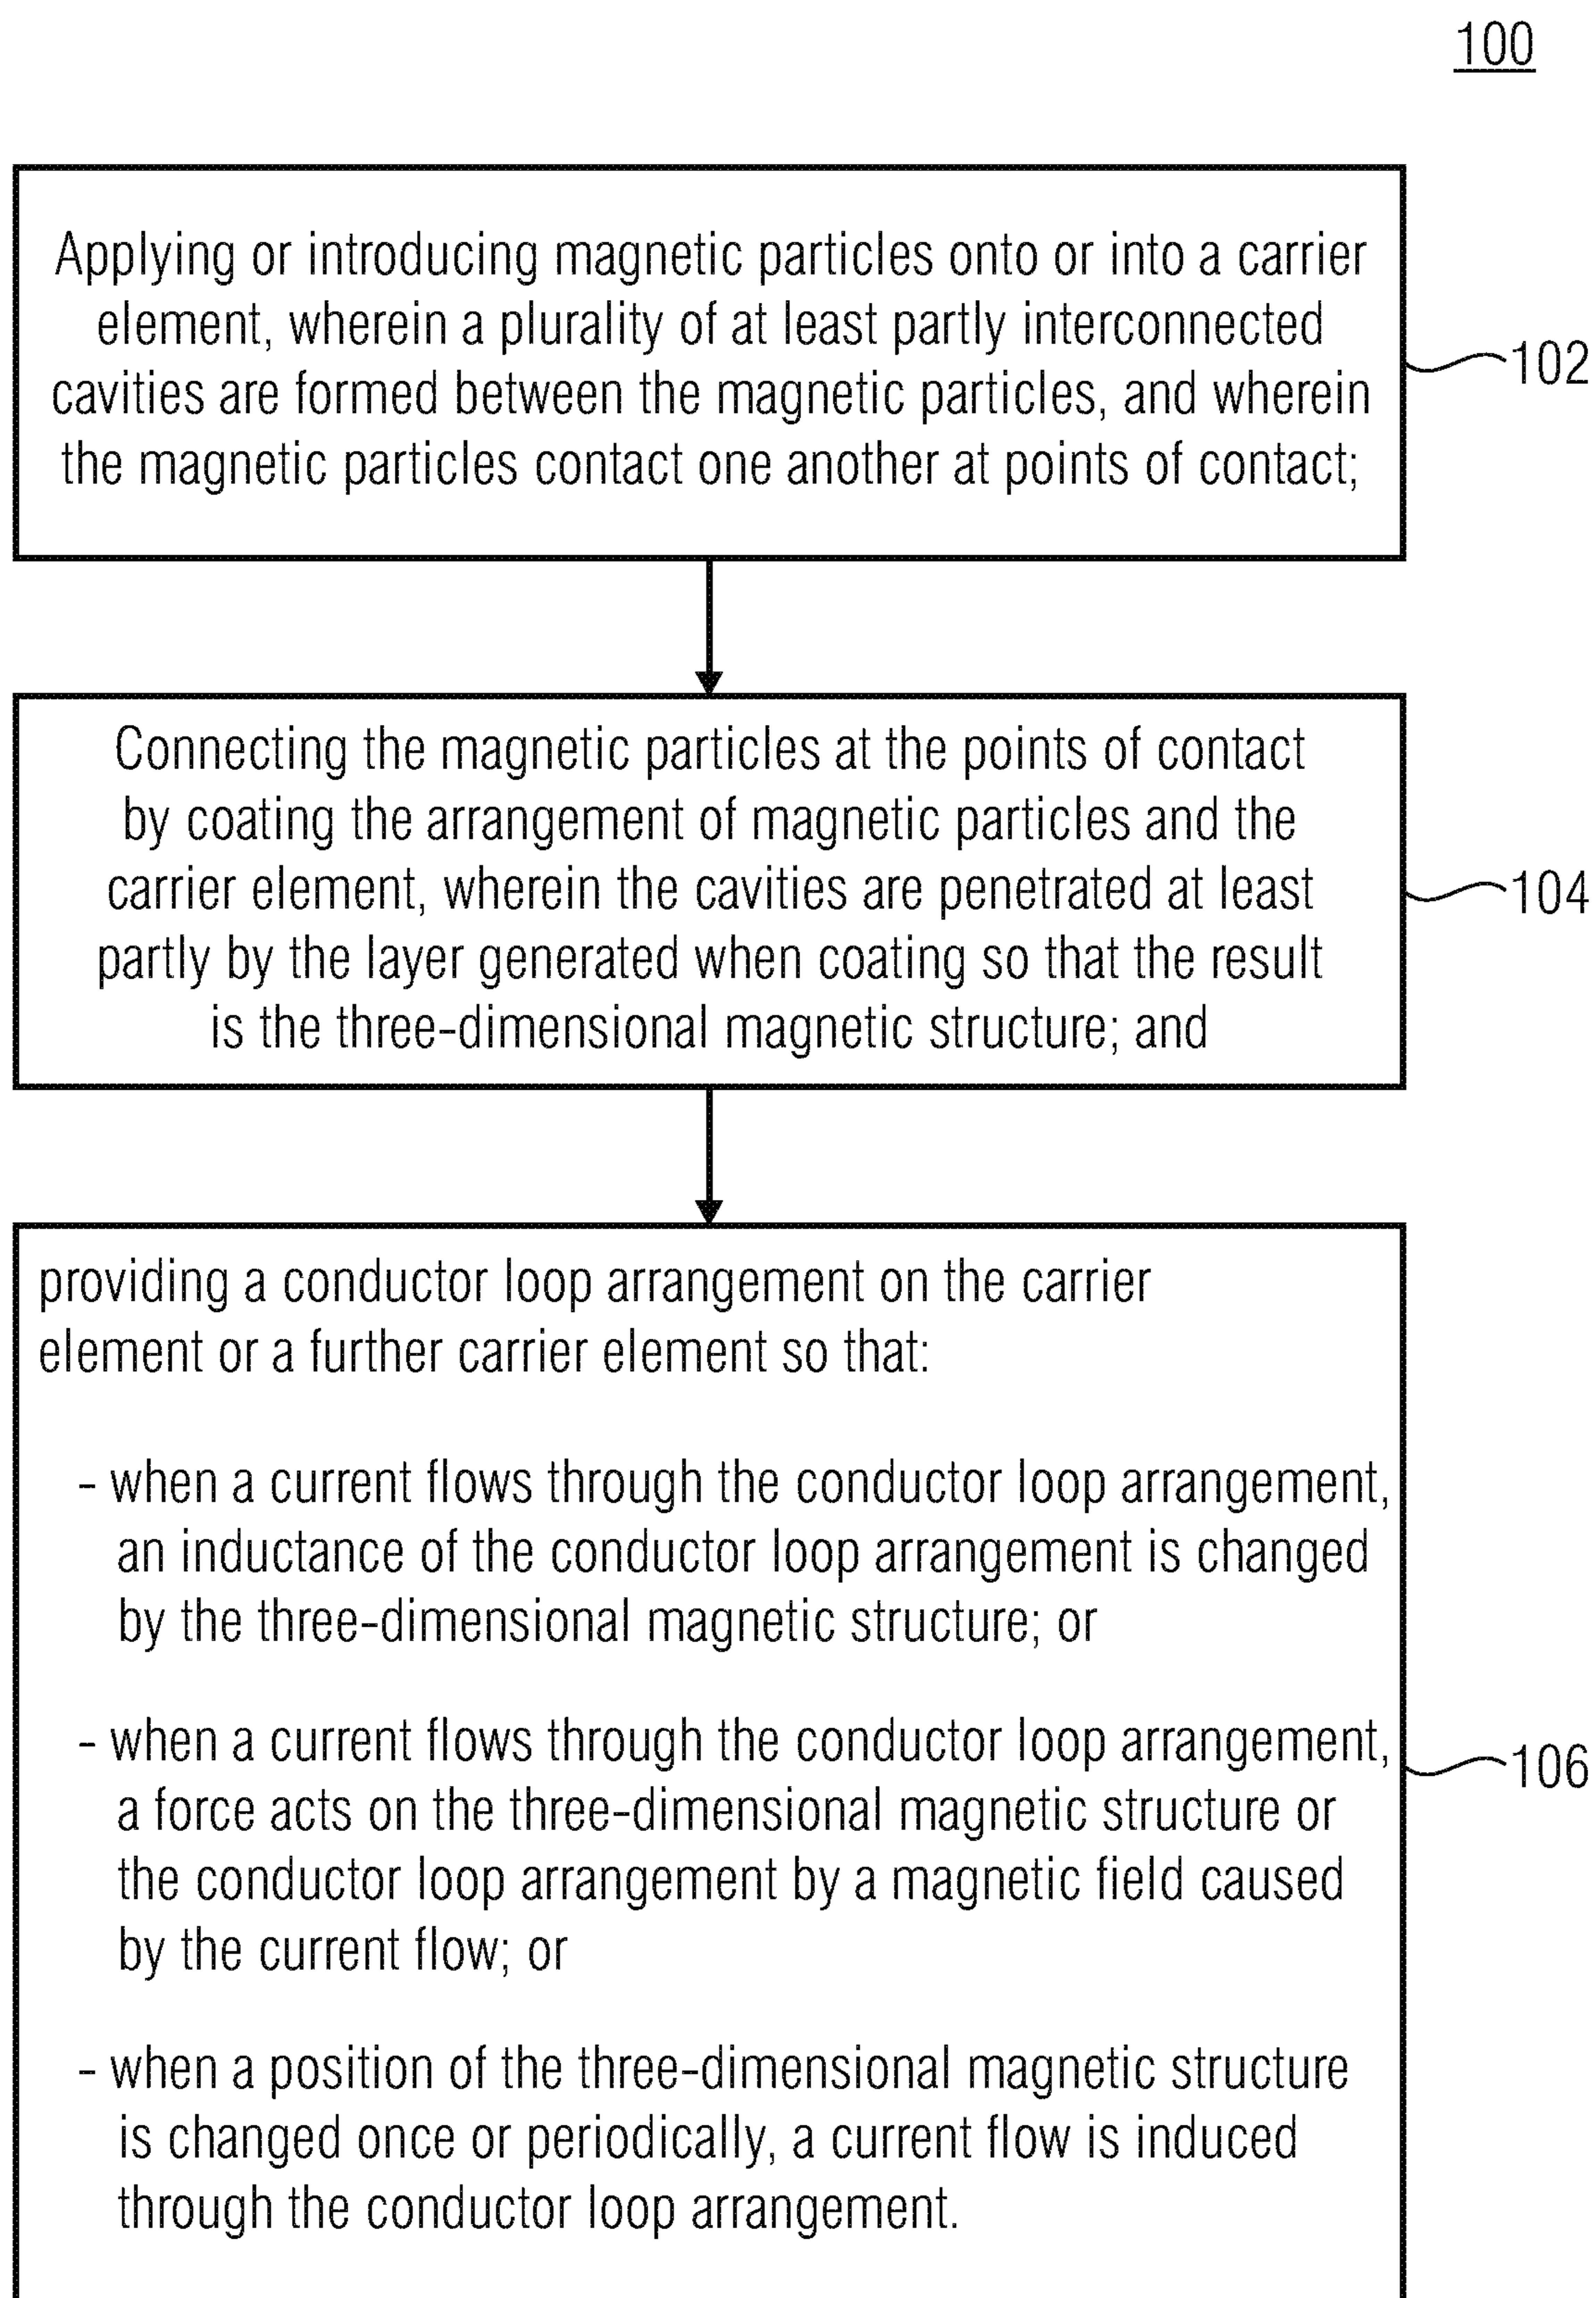 100
Applying or introducing magnetic particles onto or into a carrier
element, wherein a plurality of at least partly interconnected
cavities are formed between the magnetic particles, and wherein
the magnetic particles contact one another at points of contact;
102
Connecting the magnetic particles at the points of contact
by coating the arrangement of magnetic particles and the
carrier element, wherein the cavities are penetrated at least
partly by the layer generated when coating so that the result
is the three-dimensional magnetic structure; and
104
providing a conductor loop arrangement on the carrier
element or a further carrier element so that:
- when a current flows through the conductor loop arrangement,
an inductance of the conductor loop arrangement is changed
by the three-dimensional magnetic structure; or
- when a current flows through the conductor loop arrangement,
a force acts on the three-dimensional magnetic structure or
the conductor loop arrangement by a magnetic field caused
by the current flow; or
- when a position of the three-dimensional magnetic structure
is changed once or periodically, a current flow is induced
through the conductor loop arrangement.
106